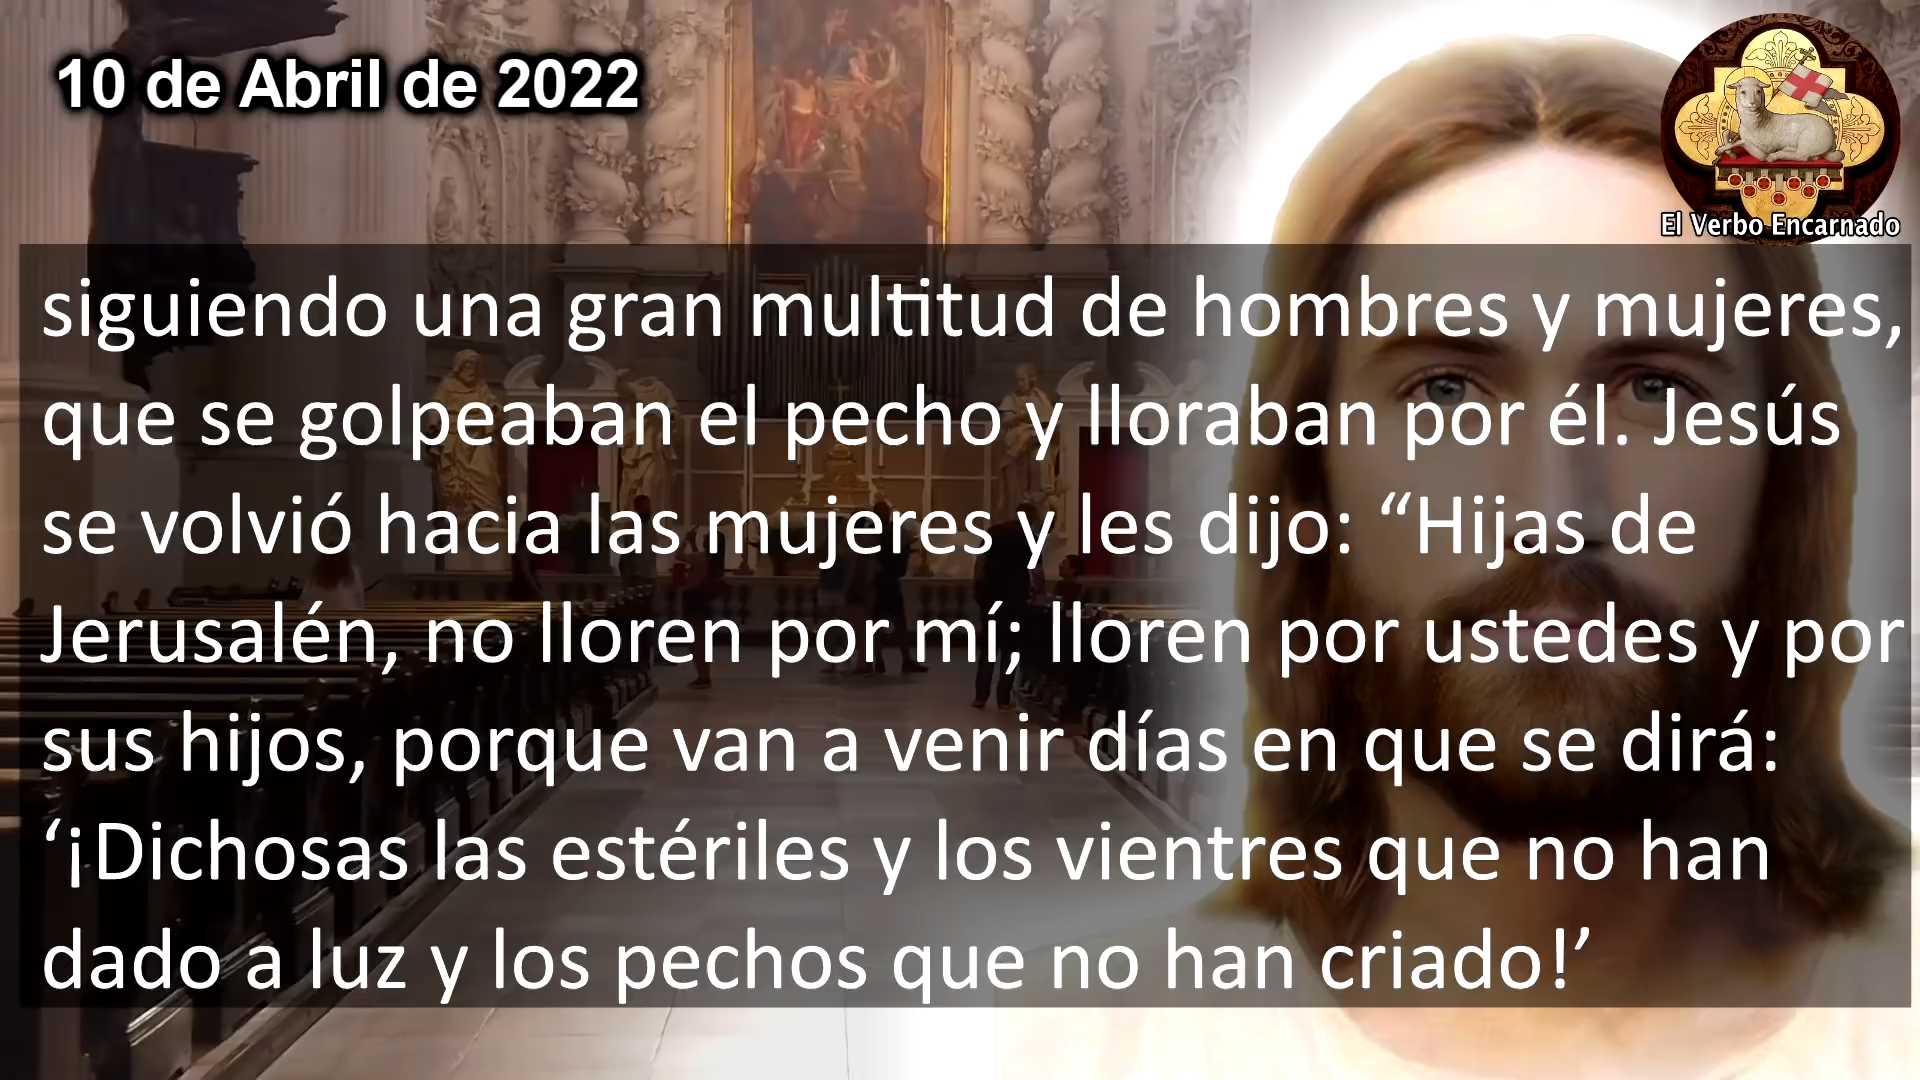 10 de Abril de 2022
El Verbo Encarnado
siguiendo una gran multitud de hombres y mujeres,
que se golpeaban el pecho y lloraban por él. Jesús
se volvió hacia las mujeres y les dijo: “Hijas de
Jerusalén, no lloren por mí; lloren por ustedes y por
sus hijos, porque van a venir días en que se dirá:
‘¡Dichosas las estériles y los vientres que no han
dado a luz y los pechos que no han criado!’